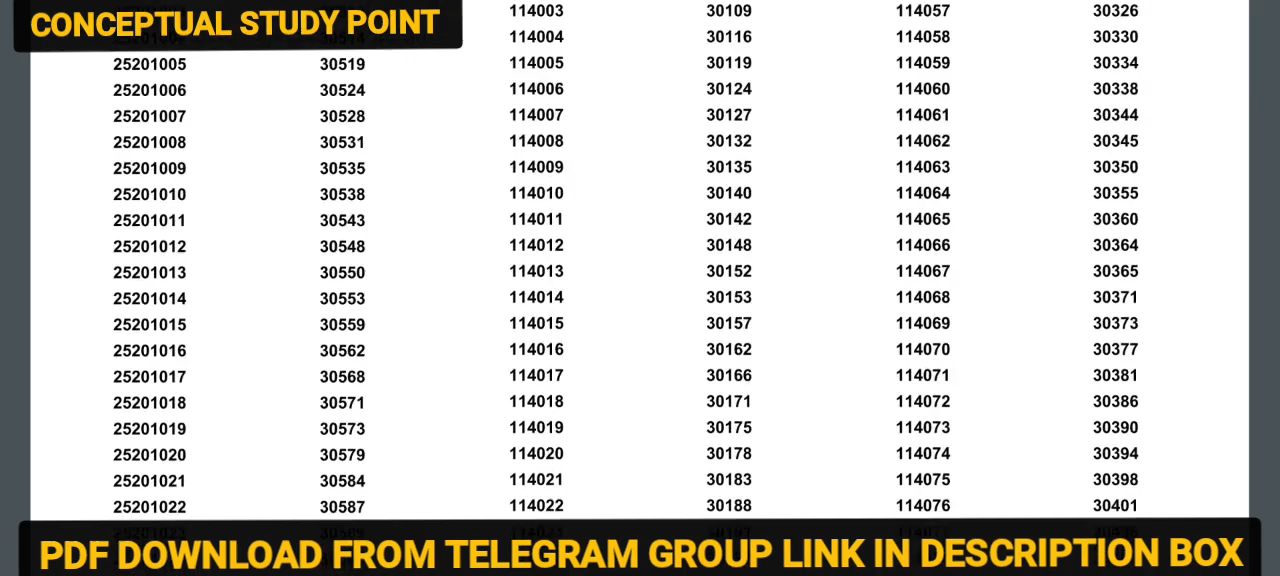 CONCEPTUAL STUDY POINT
114003 30109 114057 30326
114004 30116 114058 30330
25201005 30519 114005 30119 114059 30334
25201006 30524 114006 30124 114060 30338
25201007 30528 114007 30127 114061 30344
25201008 30531 114008 30132 114062 30345
25201009 30535 114009 30135 114063 30350
25201010 30538 114010 30140 114064 30355
25201011 30543 114011 30142 114065 30360
25201012 30548 114012 30148 114066 30364
25201013 30550 114013 30152 114067 30365
25201014 30553 114014 30153 114068 30371
25201015 30559 114015 30157 114069 30373
25201016 30562 114016 30162 114070 30377
25201017 30568 114017 30166 114071 30381
25201018 30571 114018 30171 114072 30386
25201019 30573 114019 30175 114073 30390
25201020 30579 114020 30178 114074 30394
25201021 30584 114021 30183 114075 30398
25201022 30587 114022 30188 114076 30401
PDF DOWNLOAD FROM TELEGRAM GROUP LINK IN DESCRIPTION BOX